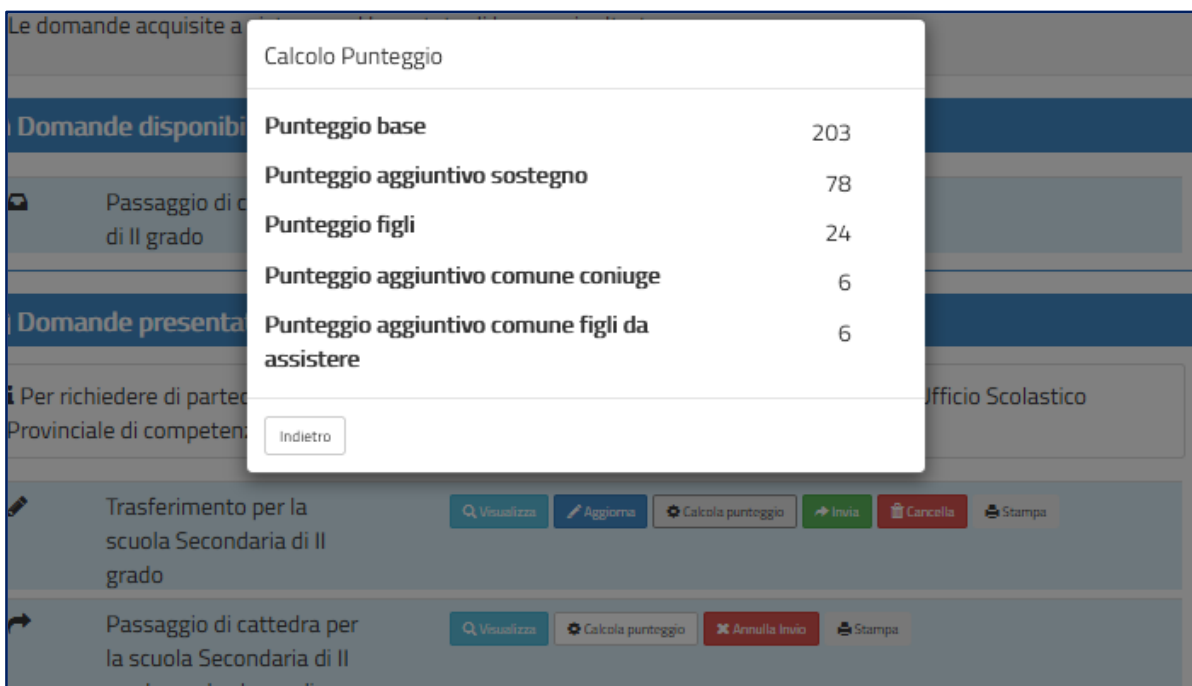 Le domande acquisite a
Calcolo Punteggio
Domande disponibi
Punteggio base 203
Punteggio aggiuntivo sostegno 78
Passaggio di c
di II grado
Punteggio figli 24
Punteggio aggiuntivo comune coniuge 6
Domande presentat
Punteggio aggiuntivo comune figli da
assistere 6
Per richiedere di partec
Ufficio Scolastico
Provinciale di competenz
Indietro
Trasferimento per la
scuola Secondaria di II
grado
Visualizza Aggiorna Calcola punteggio Invia Cancella Stampa
Passaggio di cattedra per
la scuola Secondaria di II
Visualizza Calcola punteggio Annulla Invio Stampa